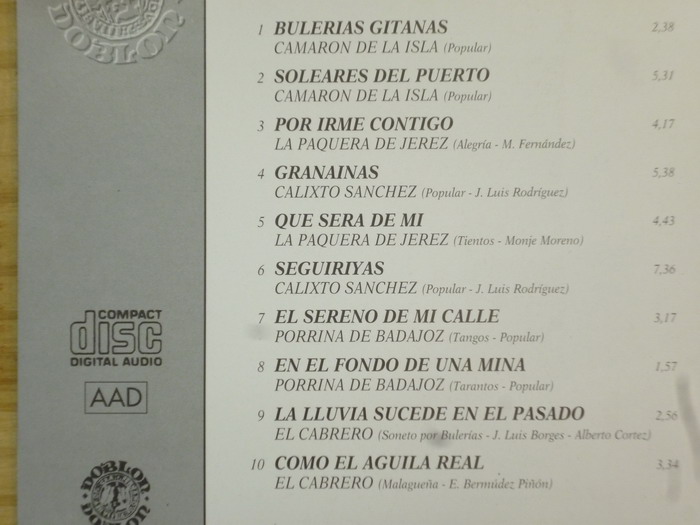 DOBLON
1 BULERIAS GITANAS 2,38
CAMARON DE LA ISLA (Popular)
2 SOLEARES DEL PUERTO 5,31
CAMARON DE LA ISLA (Popular)
3 POR IRME CONTIGO 4,17
LA PAQUERA DE JEREZ (Alegría - M. Fernández)
4 GRANAINAS 5,38
CALIXTO SANCHEZ (Popular - J. Luis Rodríguez)
5 QUE SERA DE MI 4,43
LA PAQUERA DE JEREZ (Tientos - Monje Moreno)
6 SEGUIRIYAS 7,36
CALIXTO SANCHEZ (Popular - J. Luis Rodríguez)
7 EL SERENO DE MI CALLE 3,17
PORRINA DE BADAJOZ (Tangos - Popular)
8 EN EL FONDO DE UNA MINA 1,57
PORRINA DE BADAJOZ (Tarantos - Popular)
9 LA LLUVIA SUCEDE EN EL PASADO 2,56
EL CABRERO (Soneto por Bulerías - J. Luis Borges - Alberto Cortez)
10 COMO EL AGUILA REAL 3,34
EL CABRERO (Malagueña - E. Bermúdez Piñón)
COMPACT
disc
DIGITAL AUDIO
AAD
DOBLON